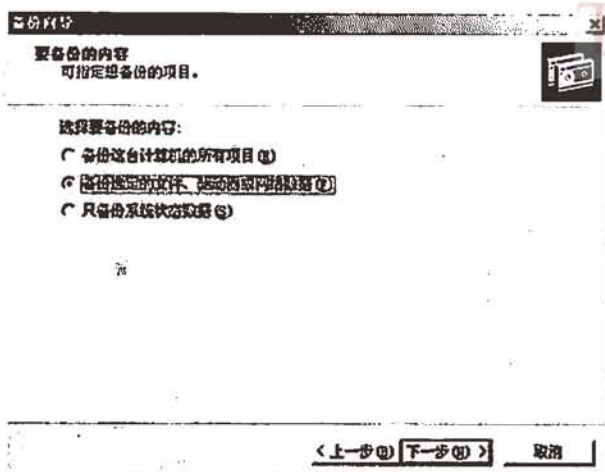 备份向导
要备份的内容
可指定想备份的项目。
选择要备份的内容:
备份这台计算机的所有项目(B)
备份选定的文件、驱动器或网络数据(F)
只备份系统状态数据(S)
<上一步(B) 下一步(N)> 取消